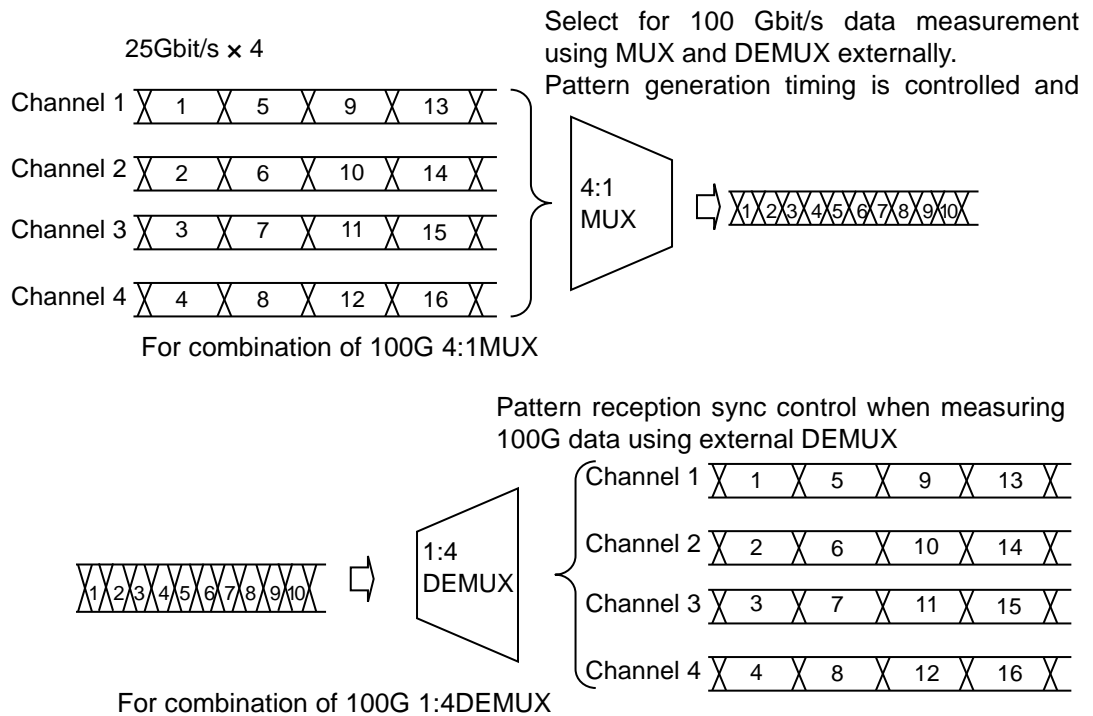 Select for 100 Gbit/s data measurement
using MUX and DEMUX externally.
Pattern generation timing is controlled and
25Gbit/s × 4
Channel 1 1 5 9 13
Channel 2 2 6 10 14
Channel 3 3 7 11 15
Channel 4 4 8 12 16
4:1
MUX
1 2 3 4 5 6 7 8 9 10
For combination of 100G 4:1MUX
Pattern reception sync control when measuring
100G data using external DEMUX
1 2 3 4 5 6 7 8 9 10
1:4
DEMUX
Channel 1 1 5 9 13
Channel 2 2 6 10 14
Channel 3 3 7 11 15
Channel 4 4 8 12 16
For combination of 100G 1:4DEMUX